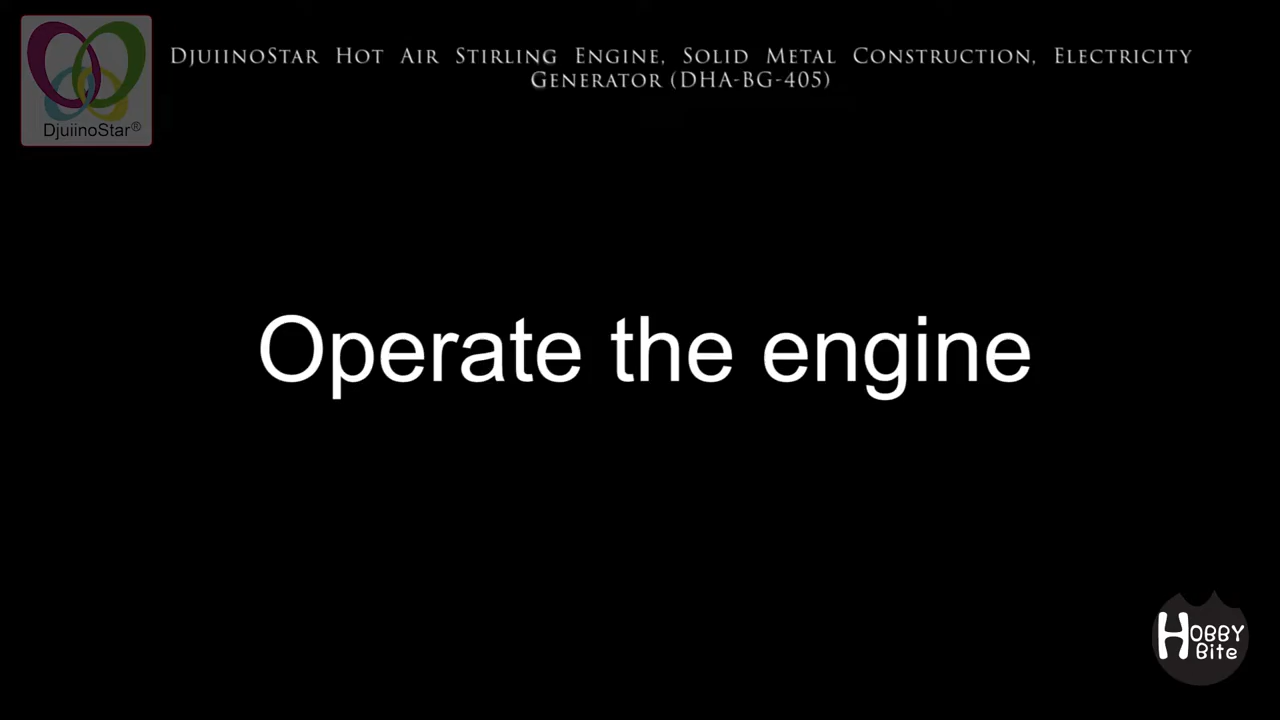 DjuiinoStar Hot Air Stirling Engine, Solid Metal Construction, Electricity
Generator (DHA-BG-405)
DjuiinoStar®
Operate the engine
Hobby
Bite